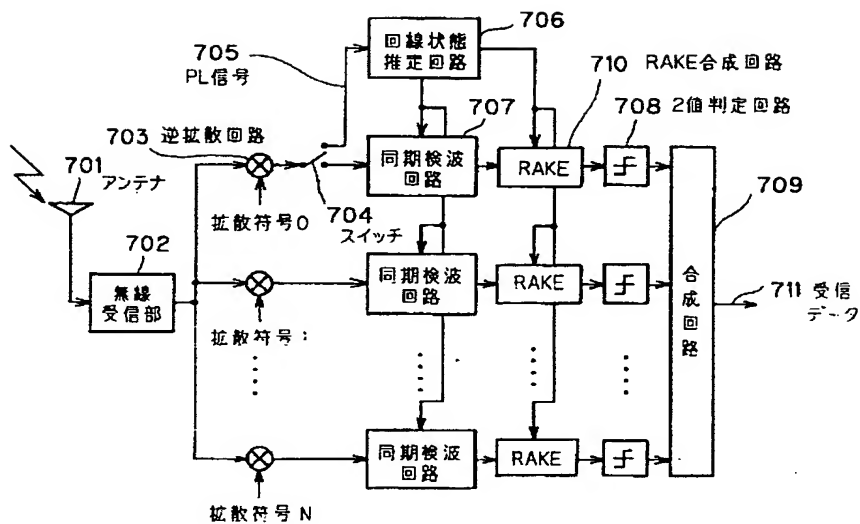 706
705
PL信号
回線状態
推定回路
710 RAKE合成回路
707
708 2値判定回路
703 逆拡散回路
701 アンテナ
同期検波
回路
RAKE
709
拡散符号0
704
スイッチ
702
無線
受信部
同期検波
回路
RAKE
合成回路
711 受信
データ
拡散符号1
同期検波
回路
RAKE
拡散符号N